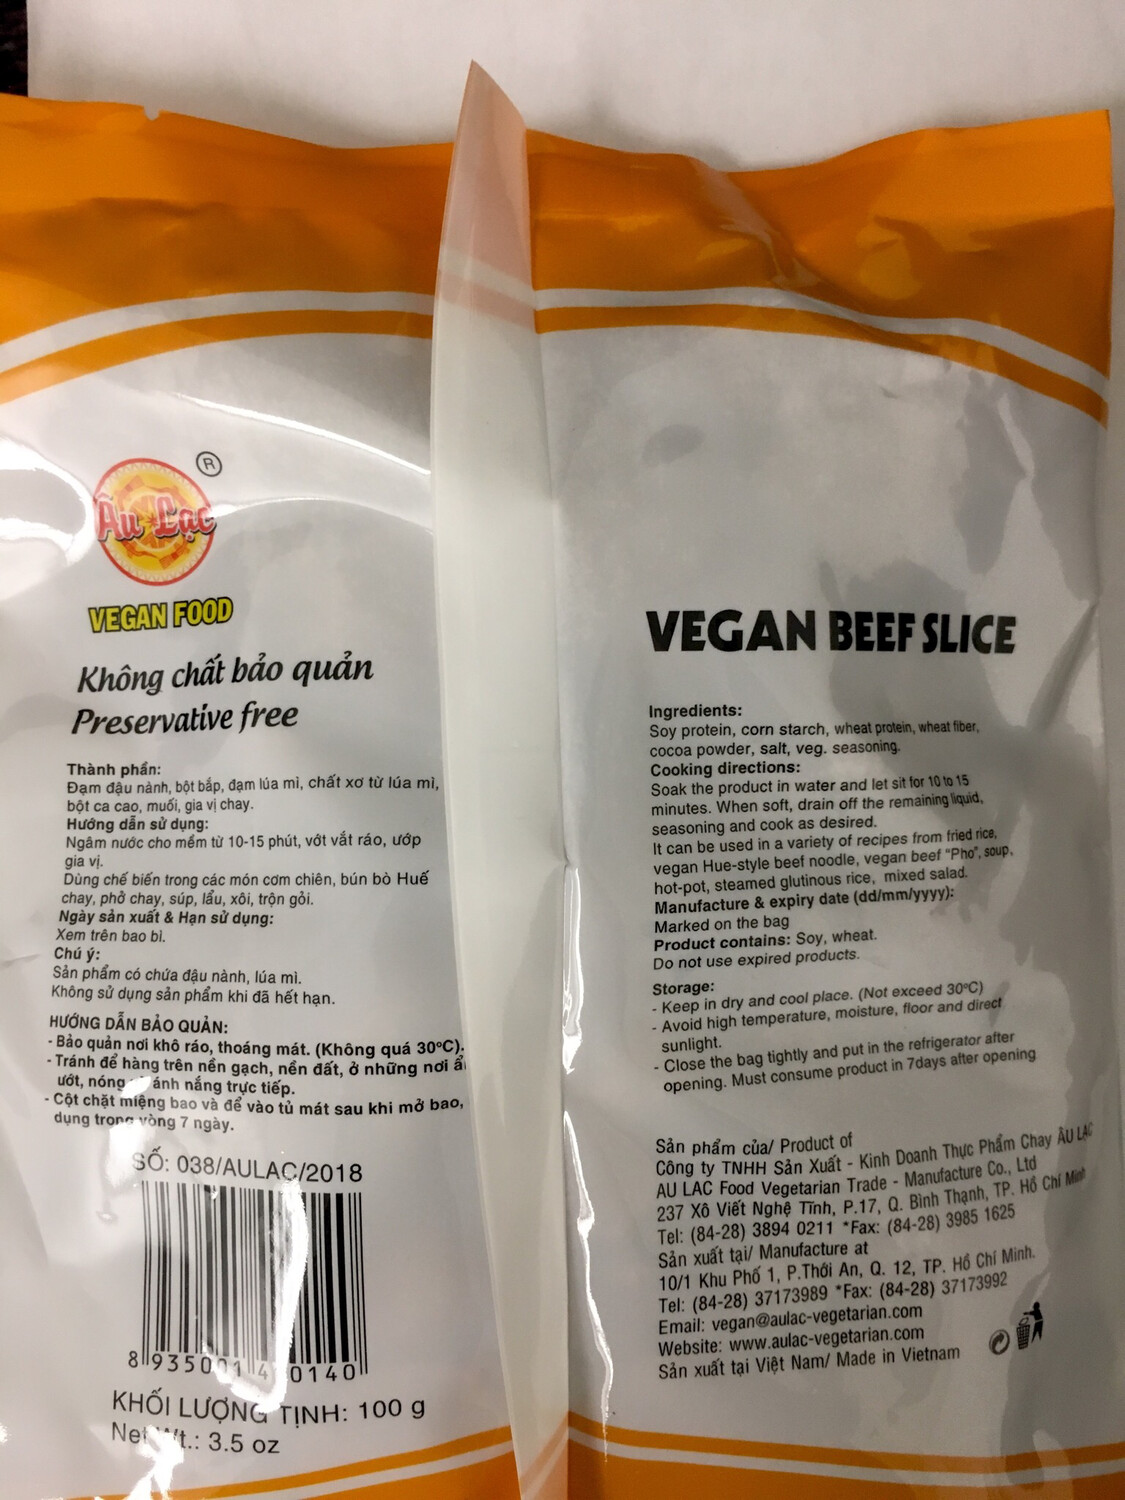 Âu Lạc
®
VEGAN FOOD
Không chất bảo quản
Preservative free
Thành phần:
Đạm đậu nành, bột bắp, đạm lúa mì, chất xơ từ lúa mì,
bột ca cao, muối, gia vị chay.
Hướng dẫn sử dụng:
Ngâm nước cho mềm từ 10-15 phút, vớt vắt ráo, ướp
gia vị.
Dùng chế biến trong các món cơm chiên, bún bò Huế
chay, phở chay, súp, lẩu, xôi, trộn gỏi.
Ngày sản xuất & Hạn sử dụng:
Xem trên bao bì.
Chú ý:
Sản phẩm có chứa đậu nành, lúa mì.
Không sử dụng sản phẩm khi đã hết hạn.
HƯỚNG DẪN BẢO QUẢN:
- Bảo quản nơi khô ráo, thoáng mát. (Không quá 30ºC).
- Tránh để hàng trên nền gạch, nền đất, ở những nơi
ướt, nóng ánh nắng trực tiếp.
- Cột chặt miệng bao và để vào tủ mát sau khi mở bao,
dụng trong vòng 7 ngày.
SỐ: 038/AULAC/2018
KHỐI LƯỢNG TỊNH: 100 g
Net Wt.: 3.5 oz
VEGAN BEEF SLICE
Ingredients:
Soy protein, corn starch, wheat protein, wheat fiber,
cocoa powder, salt, veg. seasoning.
Cooking directions:
Soak the product in water and let sit for 10 to 15
minutes. When soft, drain off the remaining liquid,
seasoning and cook as desired.
It can be used in a variety of recipes from fried rice,
vegan Hue-style beef noodle, vegan beef "Pho", soup,
hot-pot, steamed glutinous rice, mixed salad.
Manufacture & expiry date (dd/mm/yyyy):
Marked on the bag
Product contains: Soy, wheat.
Do not use expired products.
Storage:
- Keep in dry and cool place. (Not exceed 30ºC)
- Avoid high temperature, moisture, floor and direct
sunlight.
- Close the bag tightly and put in the refrigerator after
opening. Must consume product in 7days after opening
Sản phẩm của/ Product of
Công ty TNHH Sản Xuất - Kinh Doanh Thực Phẩm Chay ÂU LẠC
AU LAC Food Vegetarian Trade - Manufacture Co., Ltd
237 Xô Viết Nghệ Tĩnh, P.17, Q. Bình Thạnh, TP. Hồ Chí Minh
Tel: (84-28) 3894 0211 *Fax: (84-28) 3985 1625
Sản xuất tại/ Manufacture at
10/1 Khu Phố 1, P.Thới An, Q. 12, TP. Hồ Chí Minh.
Tel: (84-28) 37173989 *Fax: (84-28) 37173992
Email: vegan@aulac-vegetarian.com
Website: www.aulac-vegetarian.com
Sản xuất tại Việt Nam/ Made in Vietnam